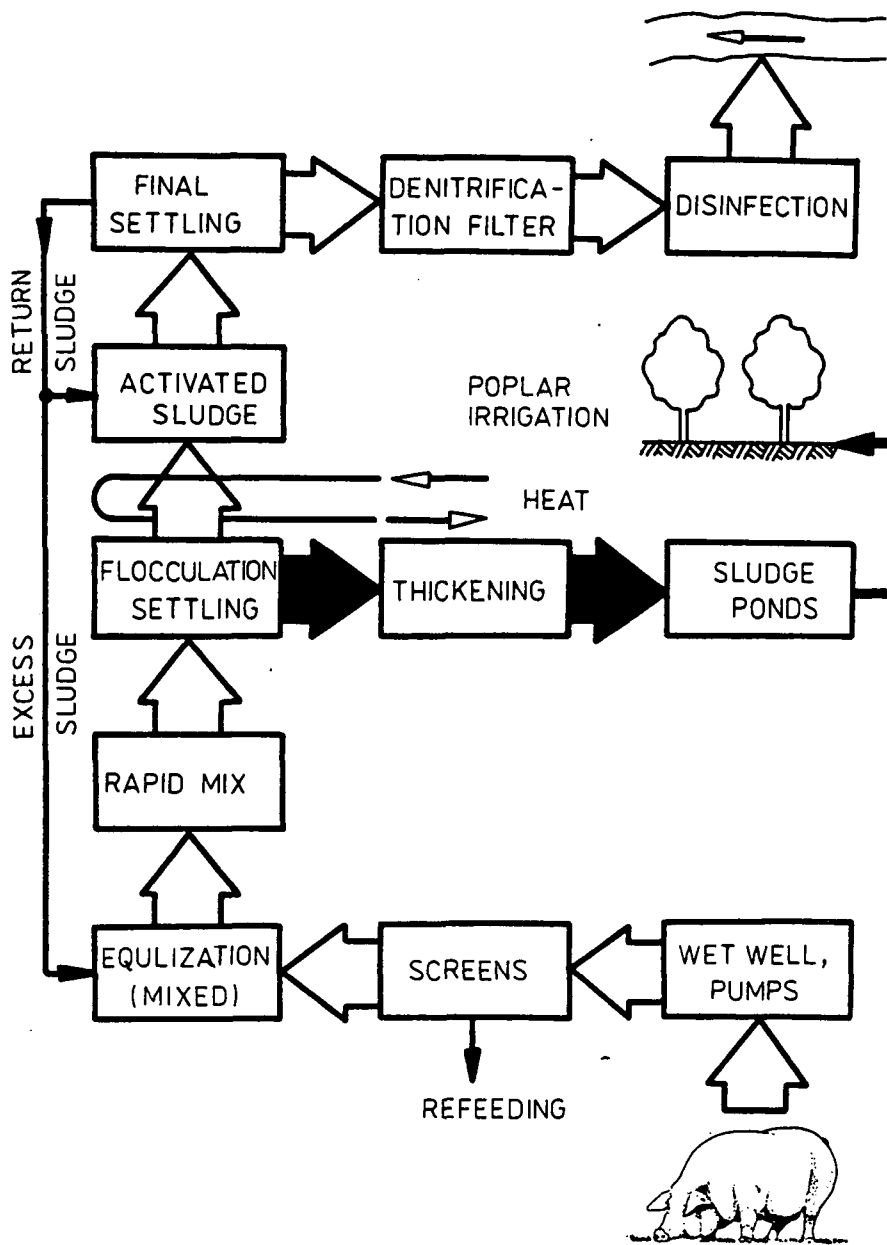 FINAL
SETTLING
DENITRIFICA-
TION FILTER
DISINFECTION
RETURN
SLUDGE
ACTIVATED
SLUDGE
POPLAR
IRRIGATION
HEAT
FLOCCULATION
SETTLING
THICKENING
SLUDGE
PONDS
EXCESS
SLUDGE
RAPID MIX
EQULIZATION
(MIXED)
SCREENS
WET WELL,
PUMPS
REFEEDING